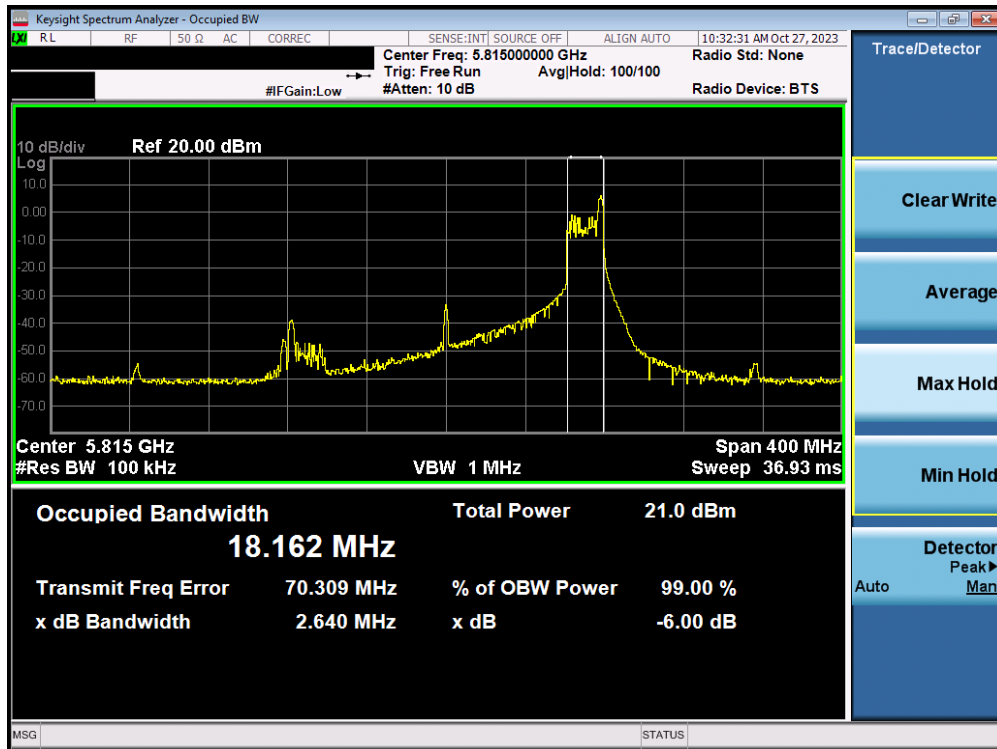 Keysight Spectrum Analyzer - Occupied BW
LXI RL RF 50 Ω AC CORREC SENSE:INT SOURCE OFF ALIGN AUTO 10:32:31 AM Oct 27, 2023
Center Freq: 5.815000000 GHz Radio Std: None
Trig: Free Run Avg|Hold: 100/100
#IFGain:Low #Atten: 10 dB Radio Device: BTS
Trace/Detector
10 dB/div Ref 20.00 dBm
Log
10.0
0.00
-10.0
-20.0
-30.0
-40.0
-50.0
-60.0
-70.0
Center 5.815 GHz Span 400 MHz
#Res BW 100 kHz VBW 1 MHz Sweep 36.93 ms
Clear Write
Average
Max Hold
Min Hold
Detector
Peak▶
Auto Man
Occupied Bandwidth Total Power 21.0 dBm
18.162 MHz
Transmit Freq Error 70.309 MHz % of OBW Power 99.00 %
x dB Bandwidth 2.640 MHz x dB -6.00 dB
MSG STATUS